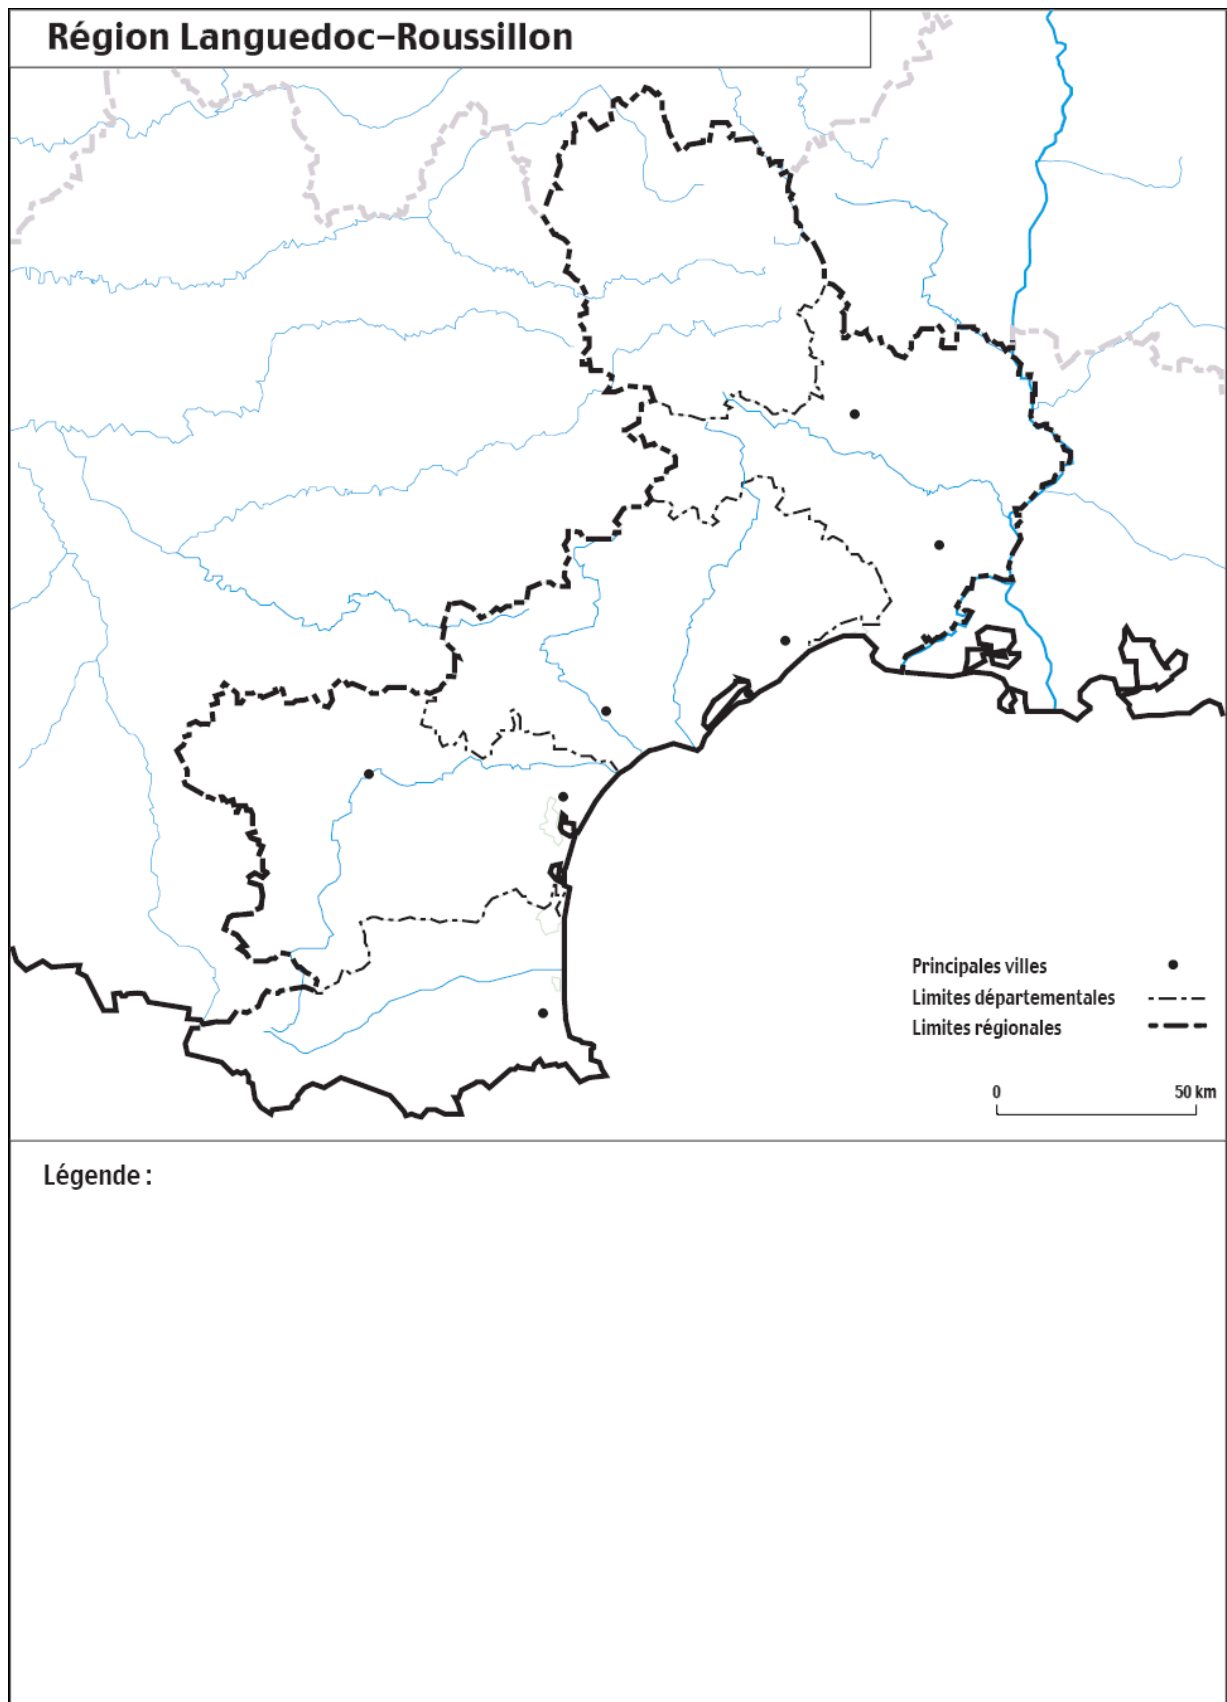 Région Languedoc–Roussillon
Principales villes
Limites départementales
Limites régionales
0 50 km
Légende :